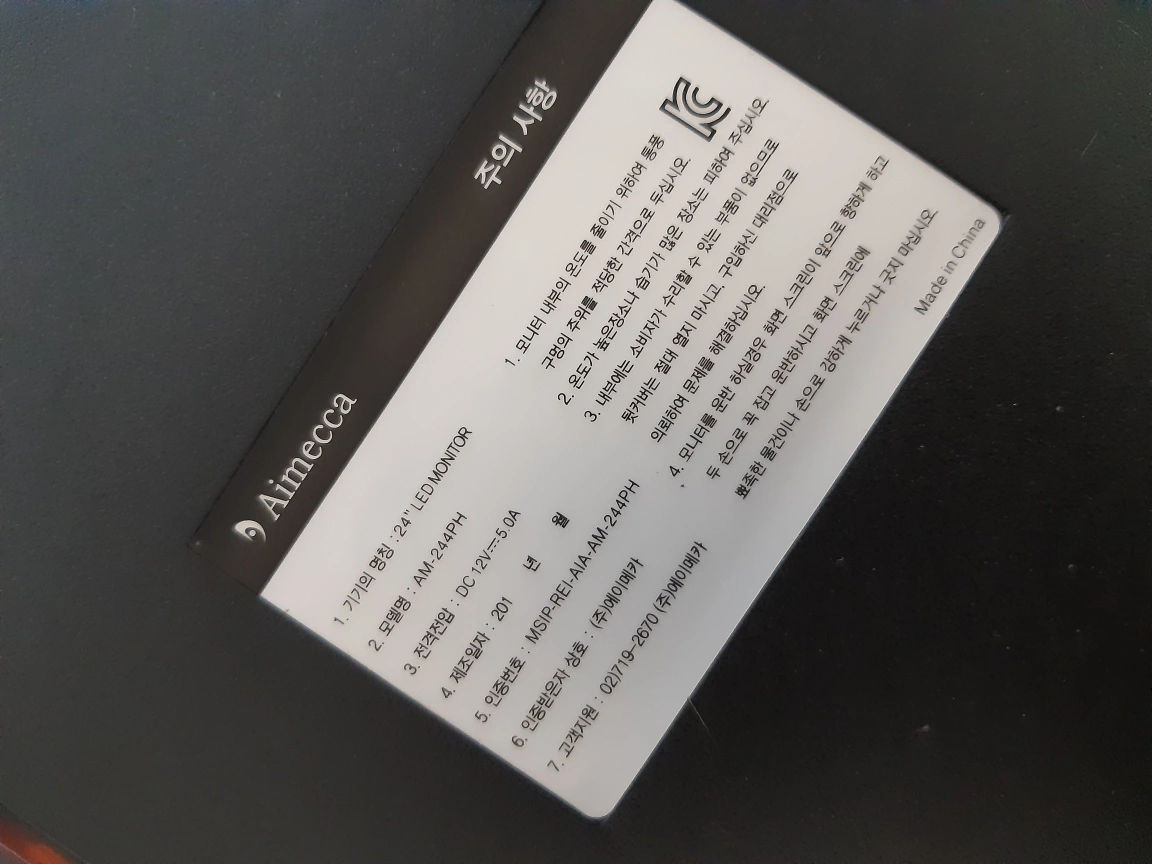 Aimecca
주의 사항
1. 기기의 명칭 : 24" LED MONITOR
2. 모델명 : AM-244PH
3. 전격전압 : DC 12V⎓5.0A
4. 제조일자 : 201 년 월
5. 인증번호 : MSIP-REI-AIA-AM-244PH
6. 인증받은자 상호 : (주)에이메카
7. 고객지원 : 02)719-2670 (주)에이메카
KC
1. 모니터 내부의 온도를 줄이기 위하여 통풍
구멍의 주위를 적당한 간격으로 두십시오.
2. 온도가 높은장소나 습기가 많은 장소는 피하여 주십시오.
3. 내부에는 소비자가 수리할 수 있는 부품이 없으므로
뒷커버는 절대 열지 마시고, 구입하신 대리점으로
의뢰하여 문제를 해결하십시오.
4. 모니터를 운반 하실경우 화면 스크린이 앞으로 향하게 하고
두 손으로 꼭 잡고 운반하시고 화면 스크린에
뾰족한 물건이나 손으로 강하게 누르거나 긋지 마십시오.
Made in China